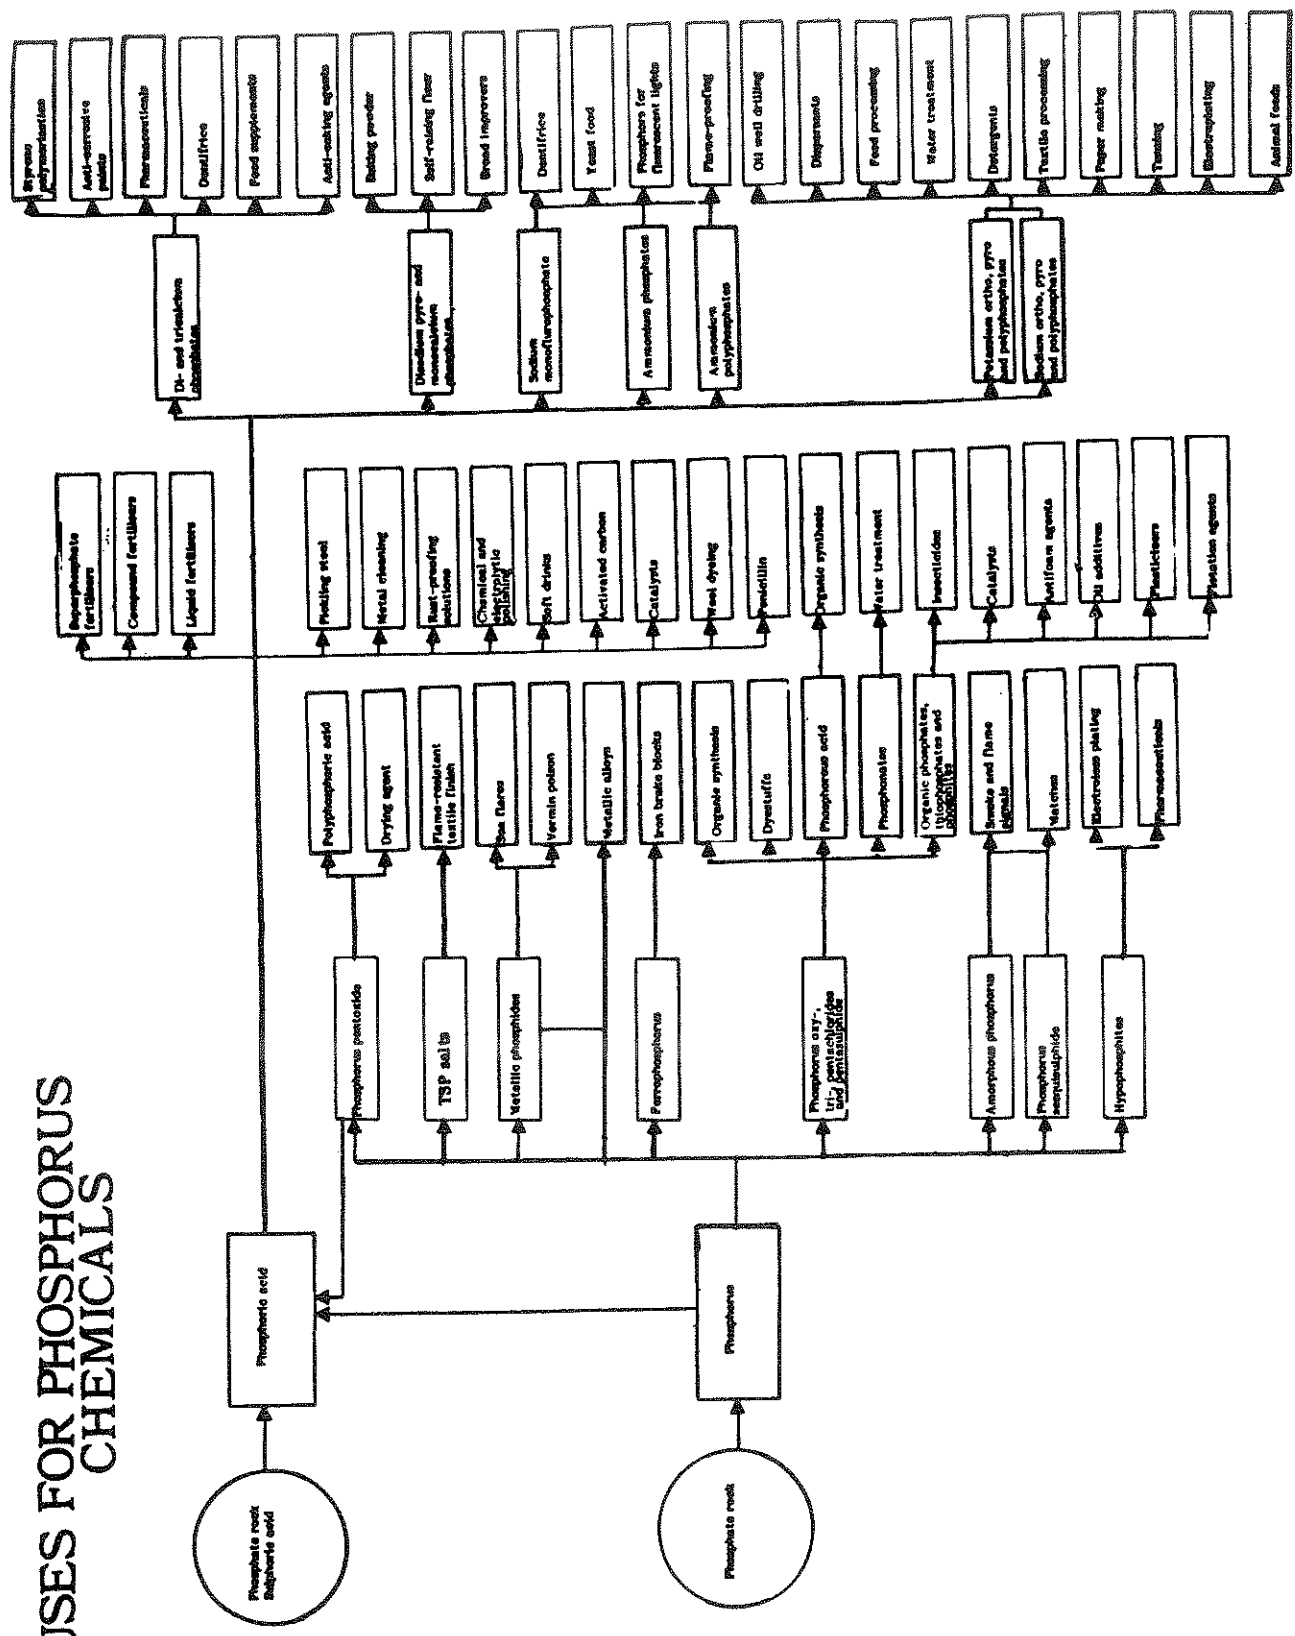 USES FOR PHOSPHORUS
CHEMICALS
Phosphate rock
Sulphuric acid
Phosphate rock
Phosphoric acid
Phosphorus
Phosphorus pentoxide
TSP salts
Metallic phosphides
Ferrophosphorus
Phosphorus oxy-,
tri-, pentachlorides
and pentasulphide
Amorphous phosphorus
Phosphorus
sesquisulphide
Hypophosphites
Polyphosphoric acid
Drying agent
Flame-resistant
textile finish
Sea flares
Vermin poison
Metallic alloys
Iron brake blocks
Organic synthesis
Dyestuffs
Phosphorous acid
Phosphonates
Organic phosphates,
thiophosphates and
phosphites
Smoke and flame
signals
Matches
Electroless plating
Pharmaceuticals
Superphosphate
fertilisers
Compound fertilisers
Liquid fertilisers
Pickling steel
Metal cleaning
Rust-proofing
solutions
Chemical and
electrolytic
polishing
Soft drinks
Activated carbon
Catalysts
Wool dyeing
Penicillin
Organic synthesis
Water treatment
Insecticides
Catalysts
Antifoam agents
Oil additives
Plasticisers
Flotation agents
Di- and tricalcium
phosphates
Disodium pyro- and
monocalcium
phosphates
Sodium
monoflurophosphate
Ammonium phosphates
Ammonium
polyphosphates
Potassium ortho, pyro
and polyphosphates
Sodium ortho, pyro
and polyphosphates
Styrene
polymerisation
Anti-corrosive
paints
Pharmaceuticals
Dentifrice
Food supplements
Anti-caking agents
Baking powder
Self-raising flour
Bread improvers
Dentifrice
Yeast food
Phosphors for
fluorescent lights
Flame-proofing
Oil well drilling
Dispersants
Food processing
Water treatment
Detergents
Textile processing
Paper making
Tanning
Electroplating
Animal feeds